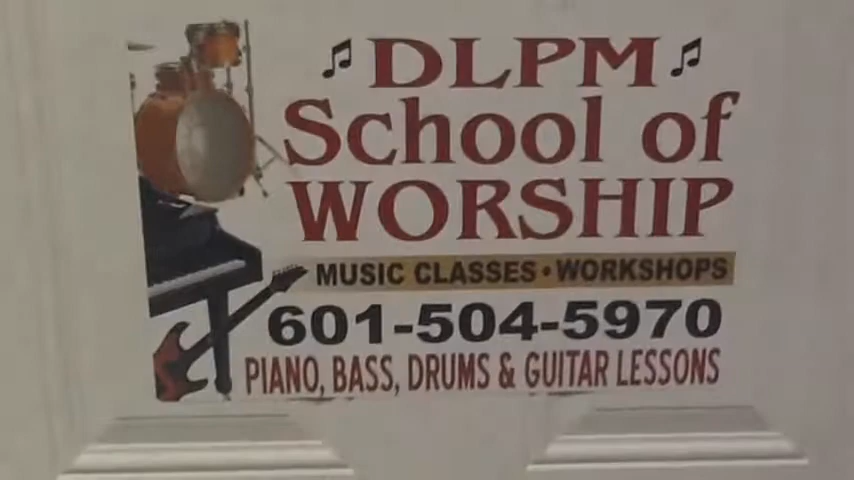 DLPM
School of
WORSHIP
MUSIC CLASSES • WORKSHOPS
601-504-5970
PIANO, BASS, DRUMS & GUITAR LESSONS